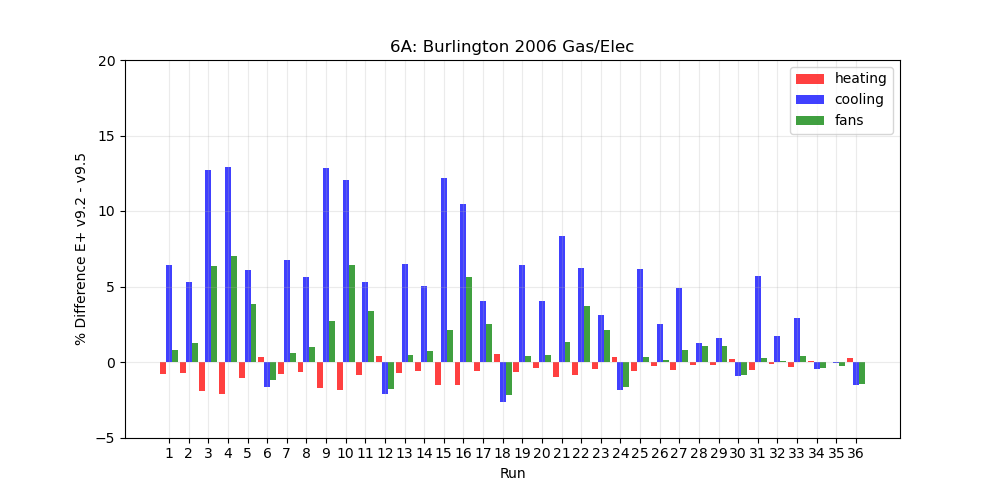 6A: Burlington 2006 Gas/Elec
20
15
10
5
0
−5
% Difference E+ v9.2 - v9.5
heating
cooling
fans
1 2 3 4 5 6 7 8 9 10 11 12 13 14 15 16 17 18 19 20 21 22 23 24 25 26 27 28 29 30 31 32 33 34 35 36
Run